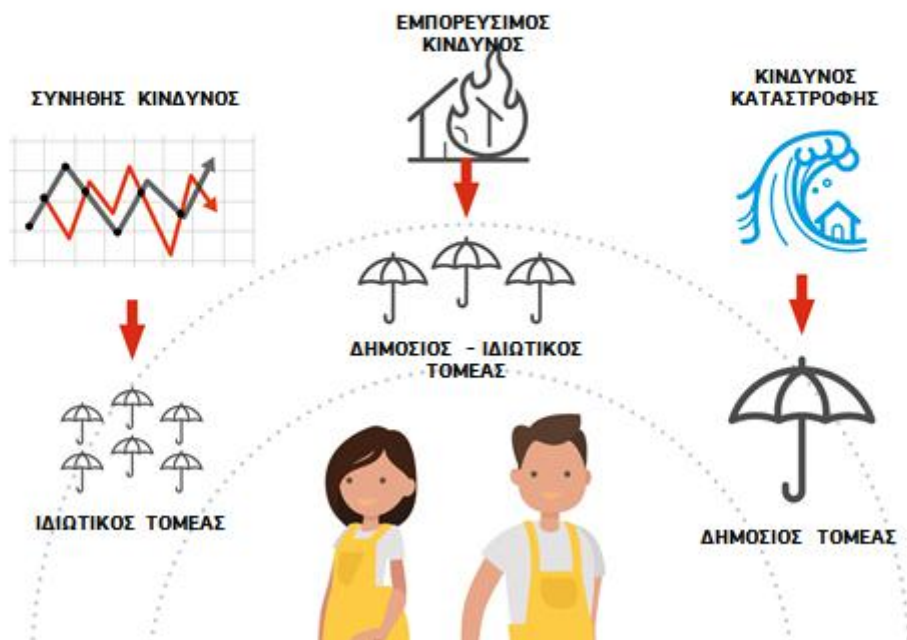 ΣΥΝΗΘΗΣ ΚΙΝΔΥΝΟΣ
ΙΔΙΩΤΙΚΟΣ ΤΟΜΕΑΣ
ΕΜΠΟΡΕΥΣΙΜΟΣ
ΚΙΝΔΥΝΟΣ
ΔΗΜΟΣΙΟΣ - ΙΔΙΩΤΙΚΟΣ
ΤΟΜΕΑΣ
ΚΙΝΔΥΝΟΣ
ΚΑΤΑΣΤΡΟΦΗΣ
ΔΗΜΟΣΙΟΣ ΤΟΜΕΑΣ